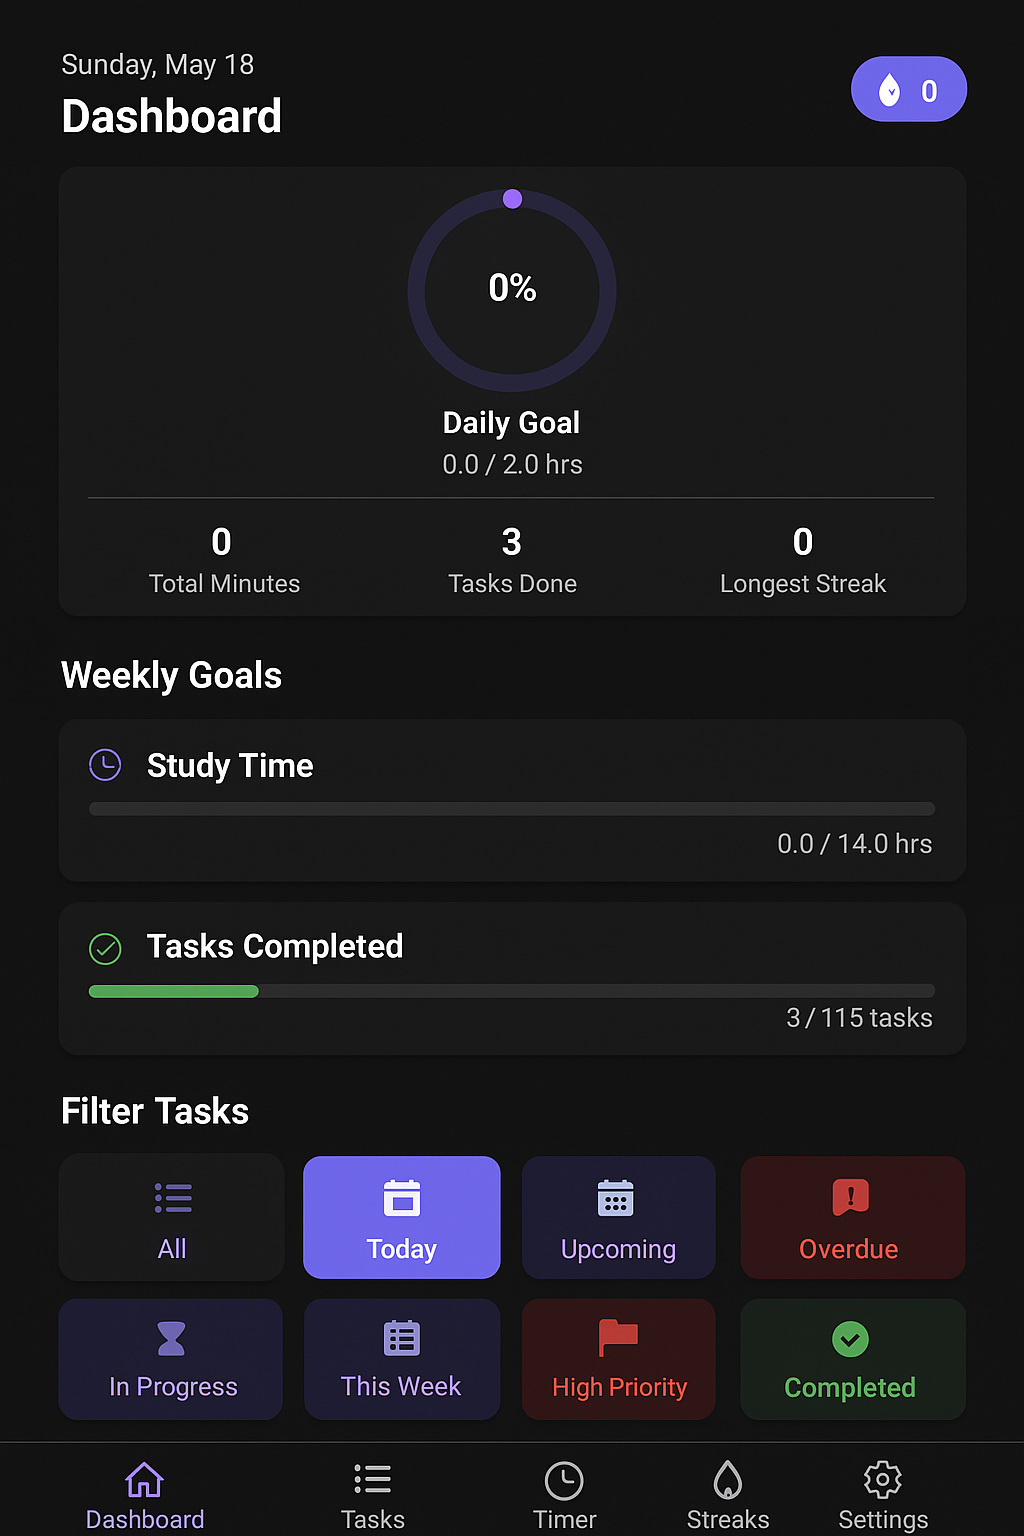 Sunday, May 18
Dashboard
0
0%
Daily Goal
0.0 / 2.0 hrs
0 3 0
Total Minutes Tasks Done Longest Streak
Weekly Goals
Study Time
0.0 / 14.0 hrs
Tasks Completed
3 / 115 tasks
Filter Tasks
All Today Upcoming Overdue
In Progress This Week High Priority Completed
Dashboard Tasks Timer Streaks Settings